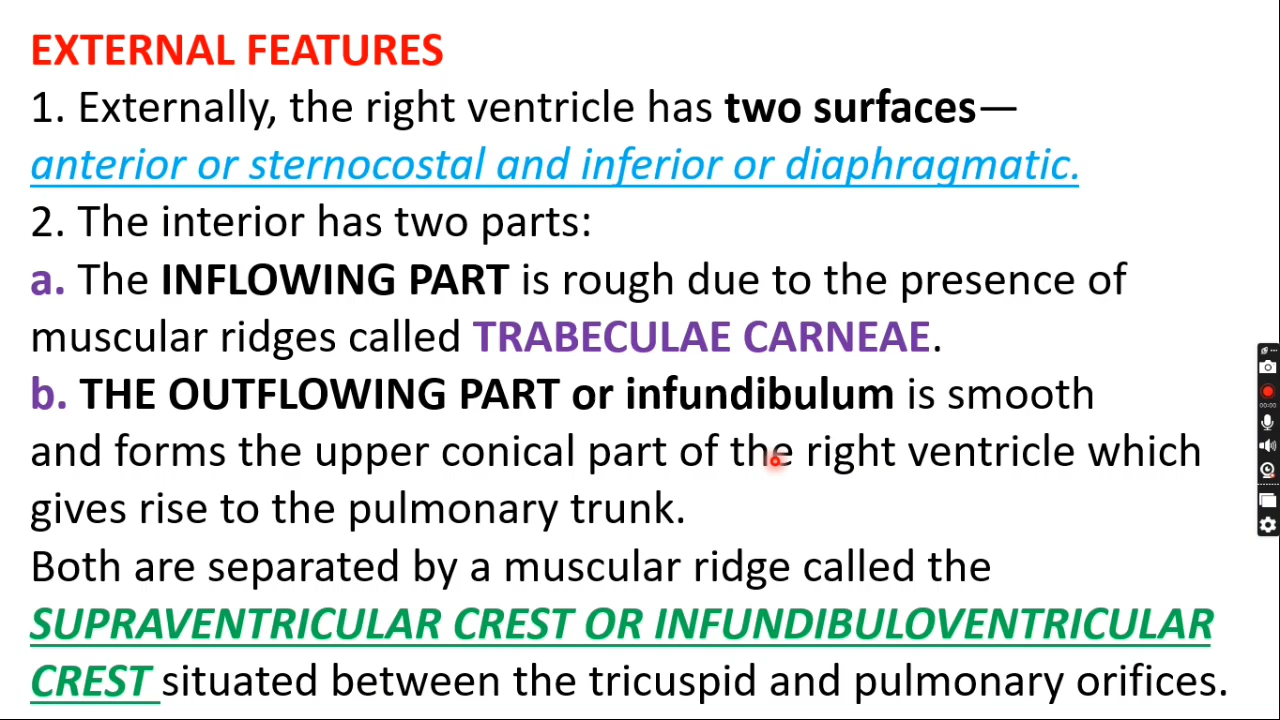 EXTERNAL FEATURES
1. Externally, the right ventricle has two surfaces—
anterior or sternocostal and inferior or diaphragmatic.
2. The interior has two parts:
a. The INFLOWING PART is rough due to the presence of
muscular ridges called TRABECULAE CARNEAE.
b. THE OUTFLOWING PART or infundibulum is smooth
and forms the upper conical part of the right ventricle which
gives rise to the pulmonary trunk.
Both are separated by a muscular ridge called the
SUPRAVENTRICULAR CREST OR INFUNDIBULOVENTRICULAR
CREST situated between the tricuspid and pulmonary orifices.
00:00